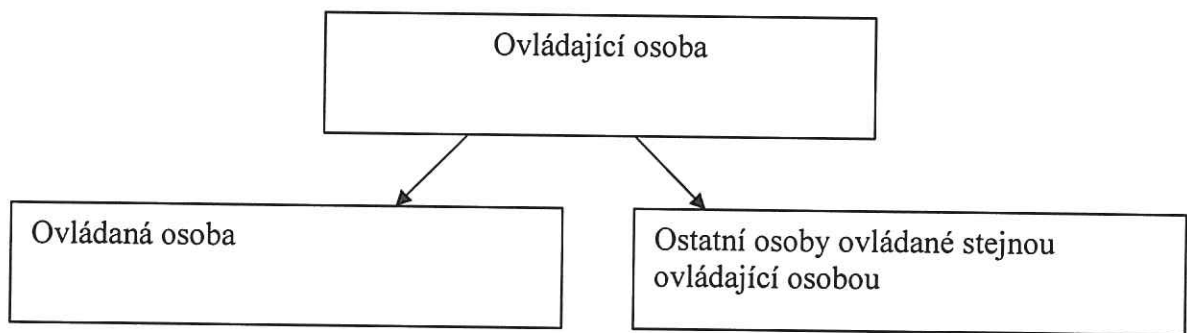 Ovládající osoba
Ovládaná osoba
Ostatní osoby ovládané stejnou
ovládající osobou